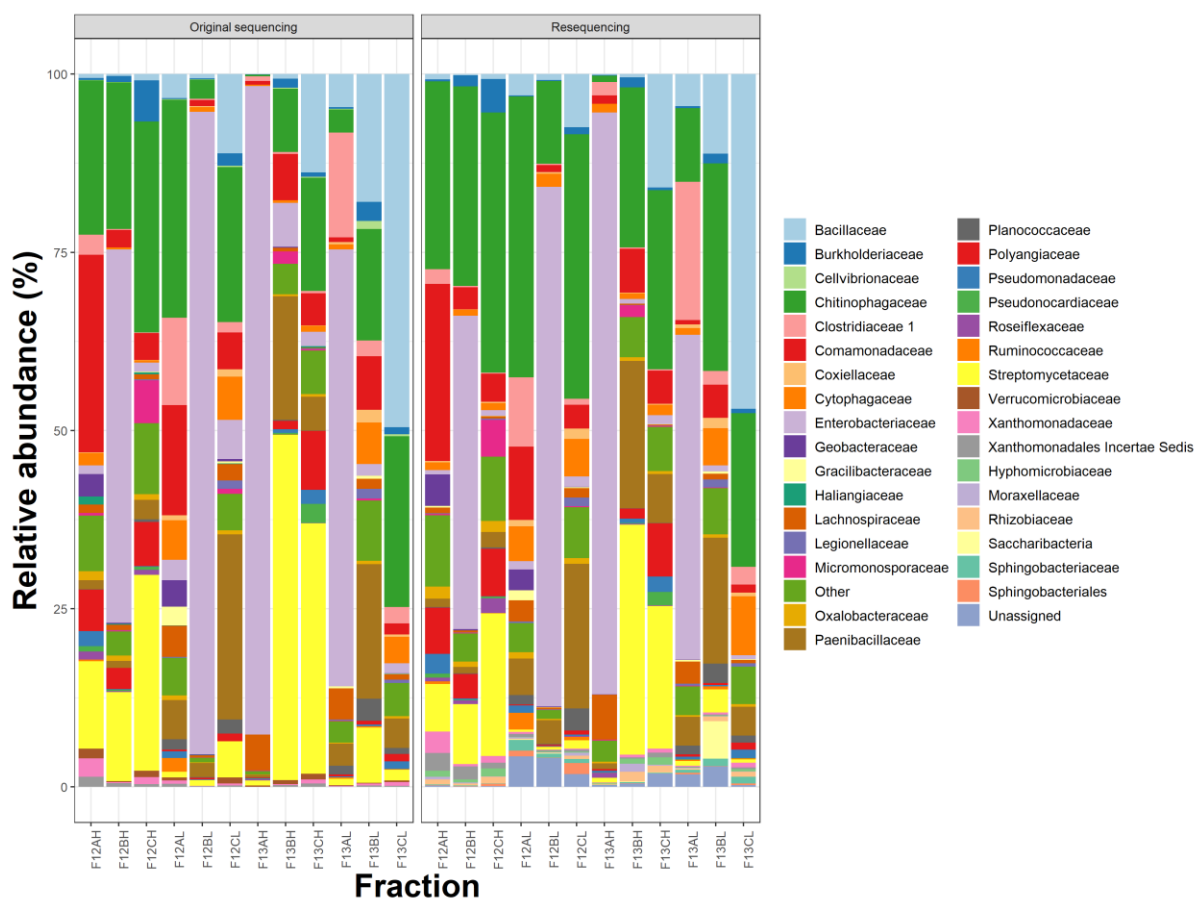 Original sequencing
Resequencing
Relative abundance (%)
100
75
50
25
0
F12AH
F12BH
F12CH
F12AL
F12BL
F12CL
F13AH
F13BH
F13CH
F13AL
F13BL
F13CL
F12AH
F12BH
F12CH
F12AL
F12BL
F12CL
F13AH
F13BH
F13CH
F13AL
F13BL
F13CL
Fraction
Bacillaceae
Burkholderiaceae
Cellvibrionaceae
Chitinophagaceae
Clostridiaceae 1
Comamonadaceae
Coxiellaceae
Cytophagaceae
Enterobacteriaceae
Geobacteraceae
Gracilibacteraceae
Haliangiaceae
Lachnospiraceae
Legionellaceae
Micromonosporaceae
Other
Oxalobacteraceae
Paenibacillaceae
Planococcaceae
Polyangiaceae
Pseudomonadaceae
Pseudonocardiaceae
Roseiflexaceae
Ruminococcaceae
Streptomycetaceae
Verrucomicrobiaceae
Xanthomonadaceae
Xanthomonadales Incertae Sedis
Hyphomicrobiaceae
Moraxellaceae
Rhizobiaceae
Saccharibacteria
Sphingobacteriaceae
Sphingobacteriales
Unassigned